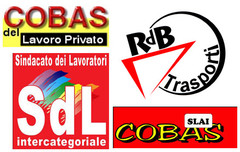 COBAS
del Lavoro Privato
RdB
Trasporti
Sindacato dei Lavoratori
SdL
intercategoriale
SLAI
COBAS